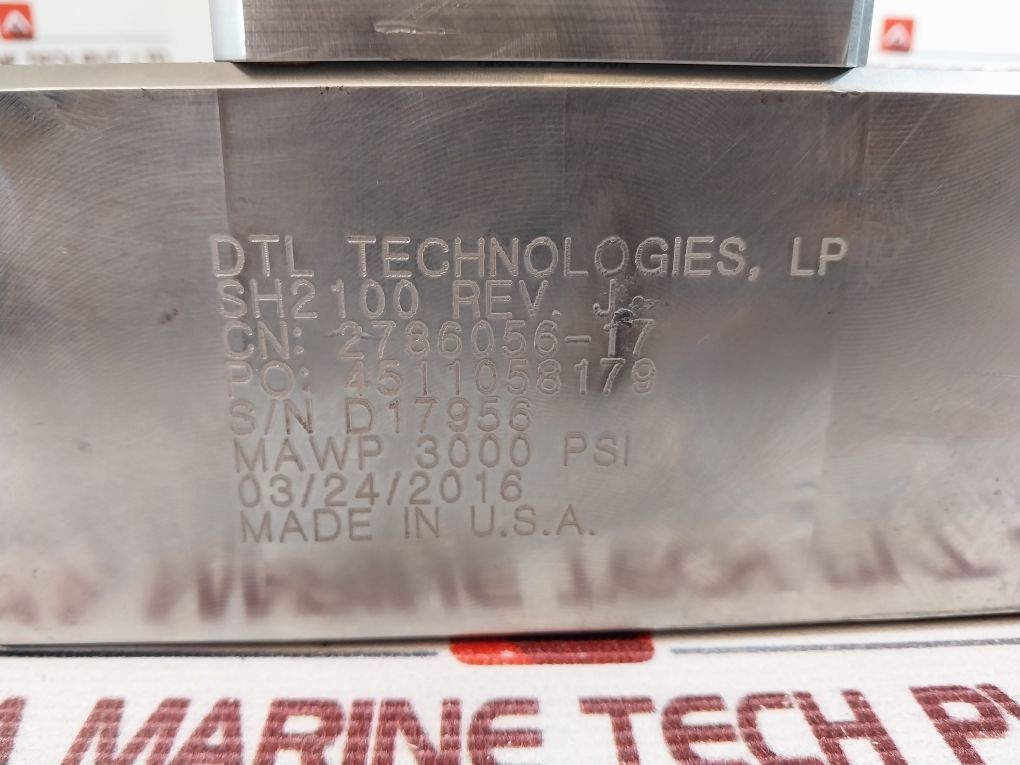 DTL TECHNOLOGIES, LP
SH2100 REV. J
CN: 2786056-17
PO: 4511058179
S/N D17956
MAWP 3000 PSI
03/24/2016
MADE IN U.S.A.
MARINE TECH